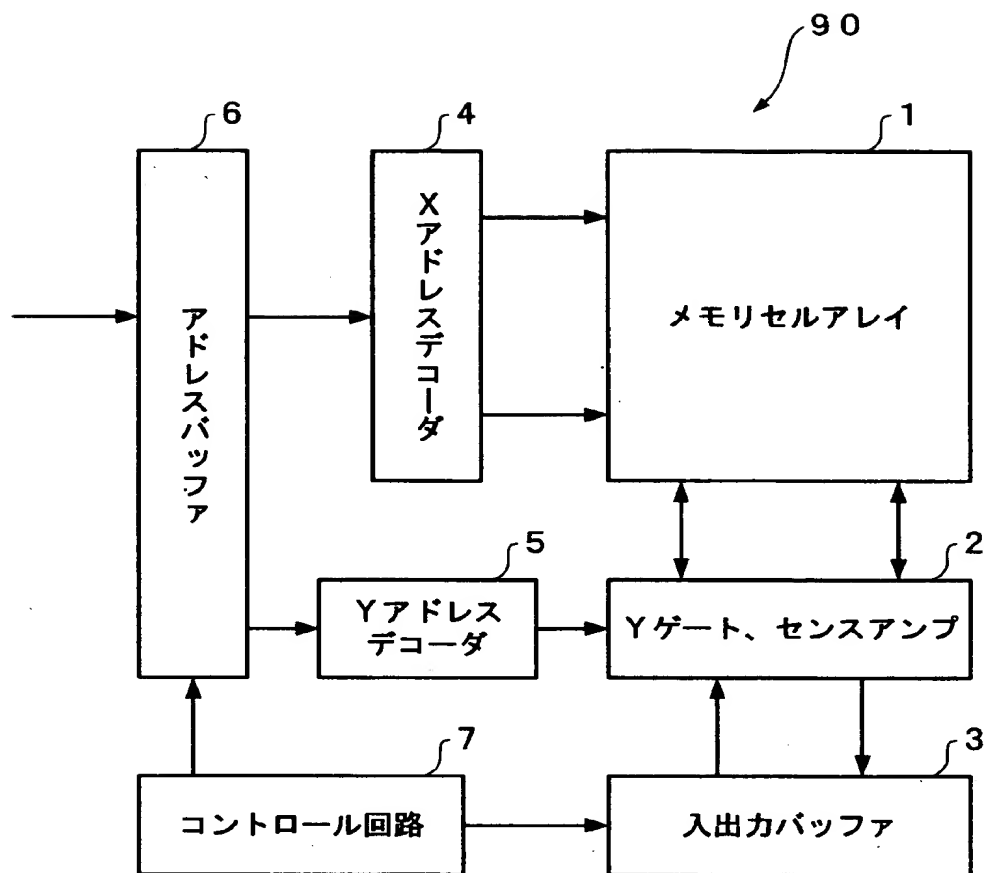 90
6
4
1
アドレスバッファ
Xアドレスデコーダ
メモリセルアレイ
5
2
Yアドレス
デコーダ
Yゲート、センスアンプ
7
3
コントロール回路
入出力バッファ